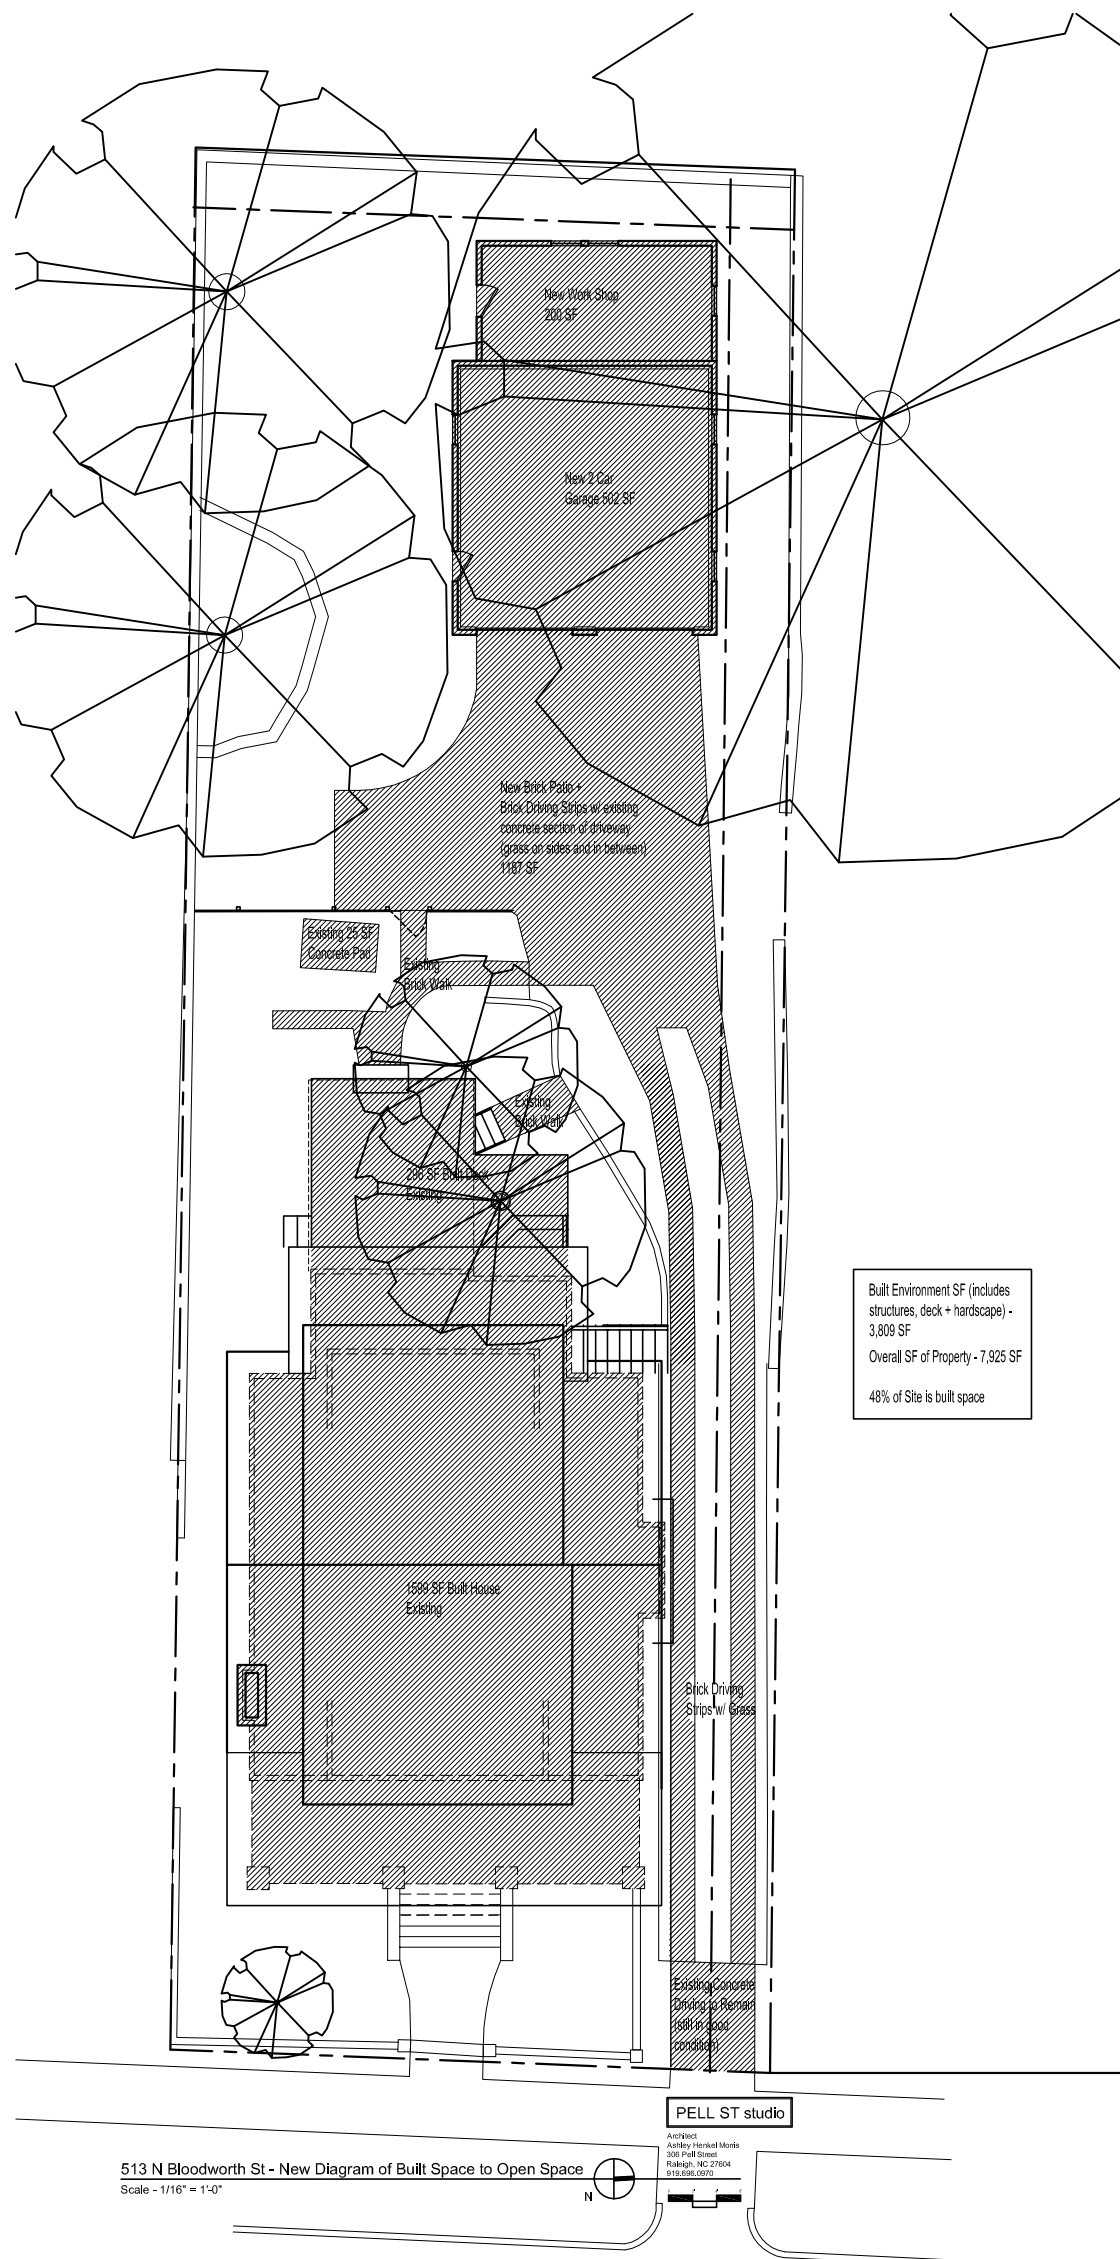 New Work Shop
200 SF
New 2 Car
Garage 502 SF
New Brick Patio +
Brick Driving Strips w/ existing
concrete section of driveway
(grass on sides and in between)
1187 SF
Existing 25 SF
Concrete Pad
Existing
Brick Walk
Existing
Brick Walk
296 SF Built Deck
Existing
Built Environment SF (includes
structures, deck + hardscape) -
3,809 SF
Overall SF of Property - 7,925 SF
48% of Site is built space
1599 SF Built House
Existing
Brick Driving
Strips w/ Grass
Existing Concrete
Driving to Remain
(still in good
condition)
PELL ST studio
Architect
Ashley Henkel Morris
306 Pell Street
Raleigh, NC 27604
919.696.0970
513 N Bloodworth St - New Diagram of Built Space to Open Space
Scale - 1/16" = 1'-0"
N